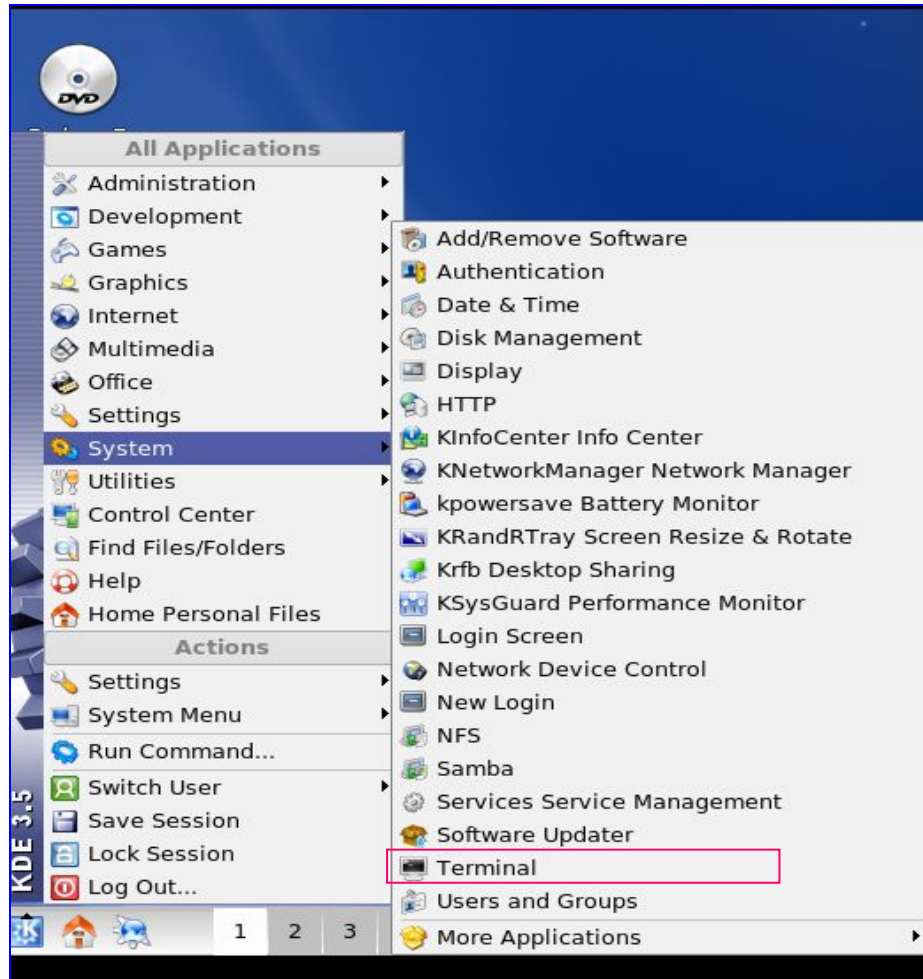 DVD
All Applications
Administration
Development
Games
Graphics
Internet
Multimedia
Office
Settings
System
Utilities
Control Center
Find Files/Folders
Help
Home Personal Files
Actions
Settings
System Menu
Run Command...
Switch User
Save Session
Lock Session
Log Out...
KDE 3.5
1 2 3
Add/Remove Software
Authentication
Date & Time
Disk Management
Display
HTTP
KInfoCenter Info Center
KNetworkManager Network Manager
kpowersave Battery Monitor
KRandRTray Screen Resize & Rotate
Krfb Desktop Sharing
KSysGuard Performance Monitor
Login Screen
Network Device Control
New Login
NFS
Samba
Services Service Management
Software Updater
Terminal
Users and Groups
More Applications